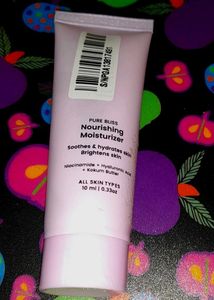 PURE BLISS
Nourishing
Moisturizer
Soothes & hydrates skin
Brightens skin
Niacinamide + Hyaluronic Acid
+ Kokum Butter
ALL SKIN TYPES
10 ml | 0.33oz